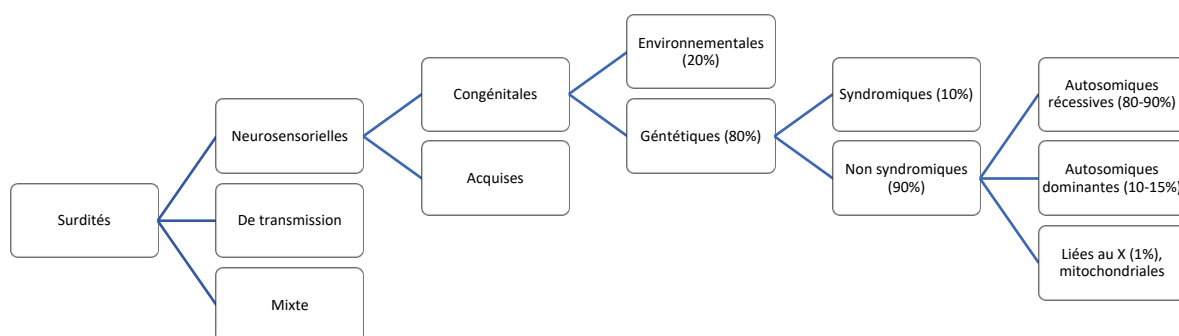 Surdités
Neurosensorielles
De transmission
Mixte
Congénitales
Acquises
Environnementales
(20%)
Géntétiques (80%)
Syndromiques (10%)
Non syndromiques
(90%)
Autosomiques
récessives (80-90%)
Autosomiques
dominantes (10-15%)
Liées au X (1%),
mitochondriales